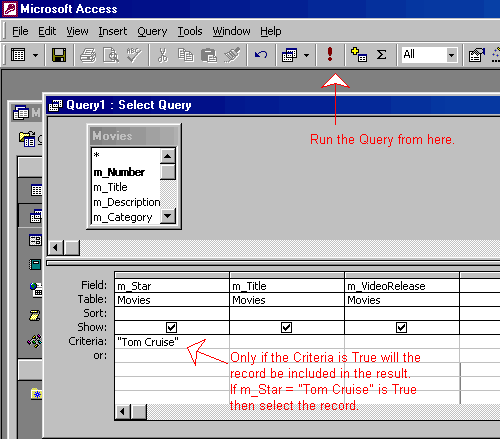 Microsoft Access
File Edit View Insert Query Tools Window Help
All
Run the Query from here.
Query1 : Select Query
Movies
*
m_Number
m_Title
m_Description
m_Category
Field: m_Star m_Title m_VideoRelease
Table: Movies Movies Movies
Sort:
Show:
Criteria: "Tom Cruise"
or:
Only if the Criteria is True will the
record be included in the result.
If m_Star = "Tom Cruise" is True
then select the record.